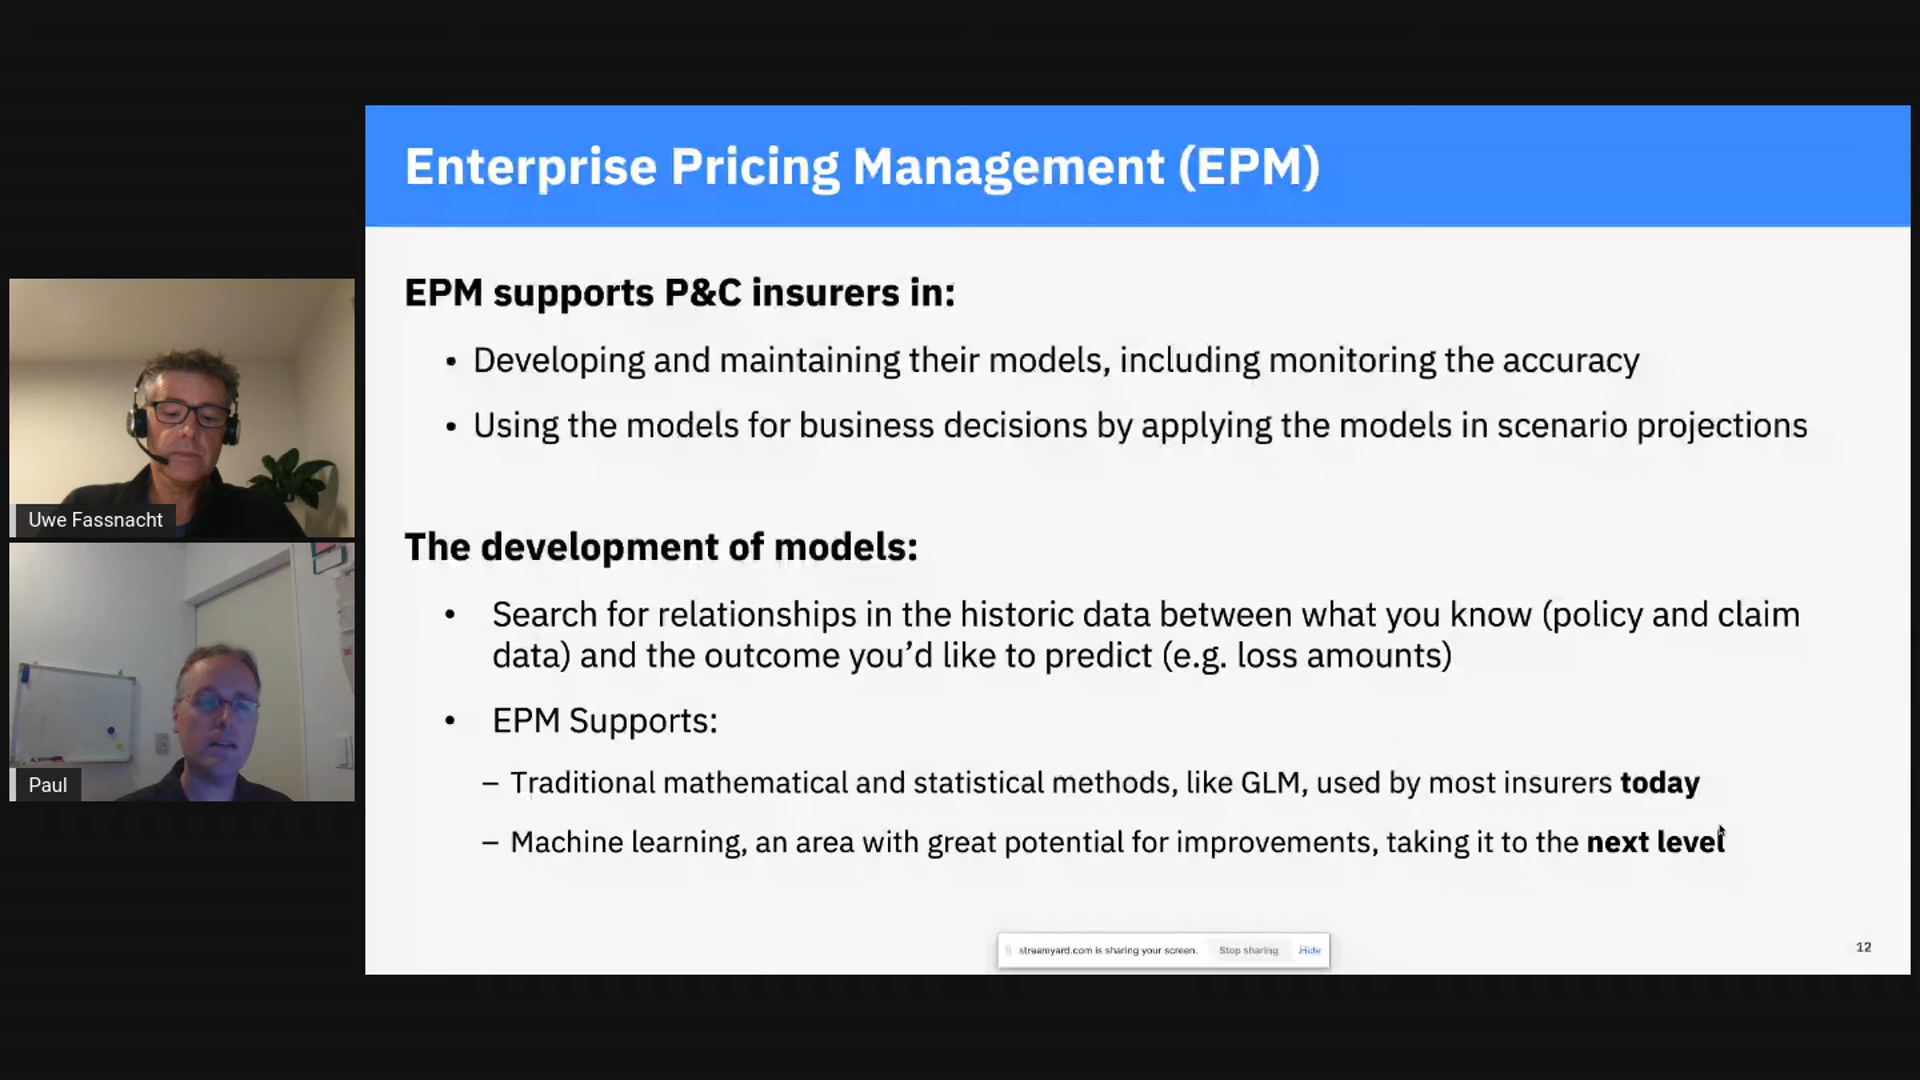 Enterprise Pricing Management (EPM)
EPM supports P&C insurers in:
• Developing and maintaining their models, including monitoring the accuracy
• Using the models for business decisions by applying the models in scenario projections
The development of models:
• Search for relationships in the historic data between what you know (policy and claim
data) and the outcome you’d like to predict (e.g. loss amounts)
• EPM Supports:
– Traditional mathematical and statistical methods, like GLM, used by most insurers today
– Machine learning, an area with great potential for improvements, taking it to the next level
streamyard.com is sharing your screen. Stop sharing Hide
12
Uwe Fassnacht
Paul